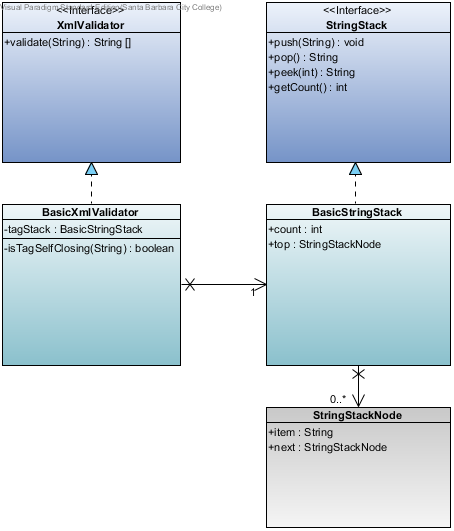 Visual Paradigm Standard Edition(Santa Barbara City College)
<<Interface>>
XmlValidator
+validate(String) : String []
<<Interface>>
StringStack
+push(String) : void
+pop() : String
+peek(int) : String
+getCount() : int
BasicXmlValidator
-tagStack : BasicStringStack
-isTagSelfClosing(String) : boolean
BasicStringStack
+count : int
+top : StringStackNode
1
0..*
StringStackNode
+item : String
+next : StringStackNode